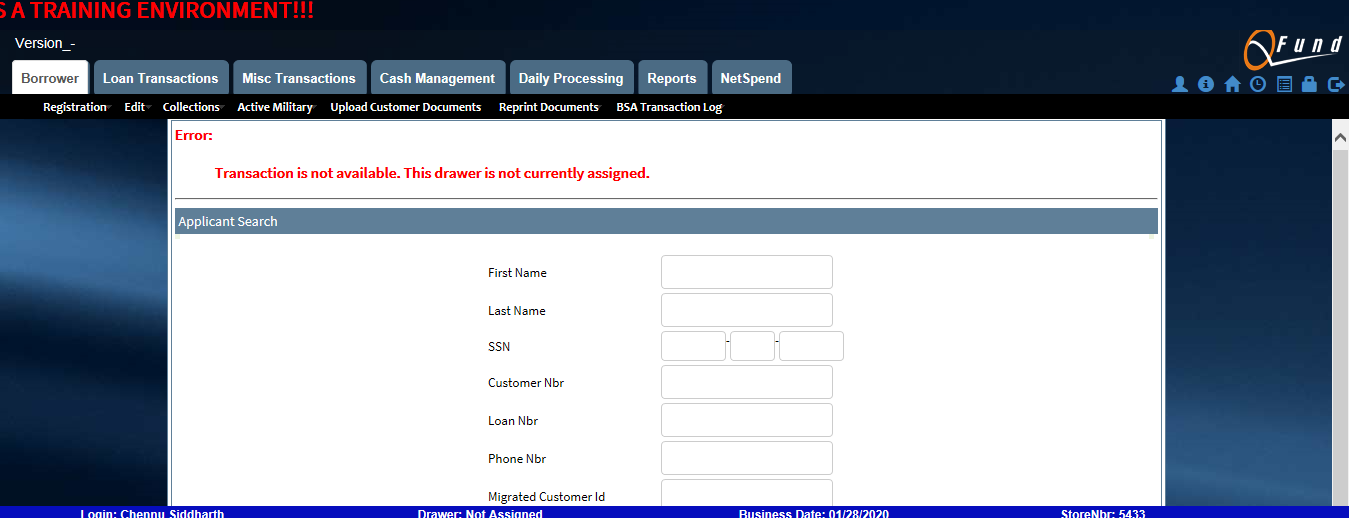 S A TRAINING ENVIRONMENT!!!
Version_-
QFund
Borrower Loan Transactions Misc Transactions Cash Management Daily Processing Reports NetSpend
Registration Edit Collections Active Military Upload Customer Documents Reprint Documents BSA Transaction Log
Error:
Transaction is not available. This drawer is not currently assigned.
Applicant Search
First Name
Last Name
SSN - -
Customer Nbr
Loan Nbr
Phone Nbr
Migrated Customer Id
Login: Chennu Siddharth Drawer: Not Assigned Business Date: 01/28/2020 StoreNbr: 5433